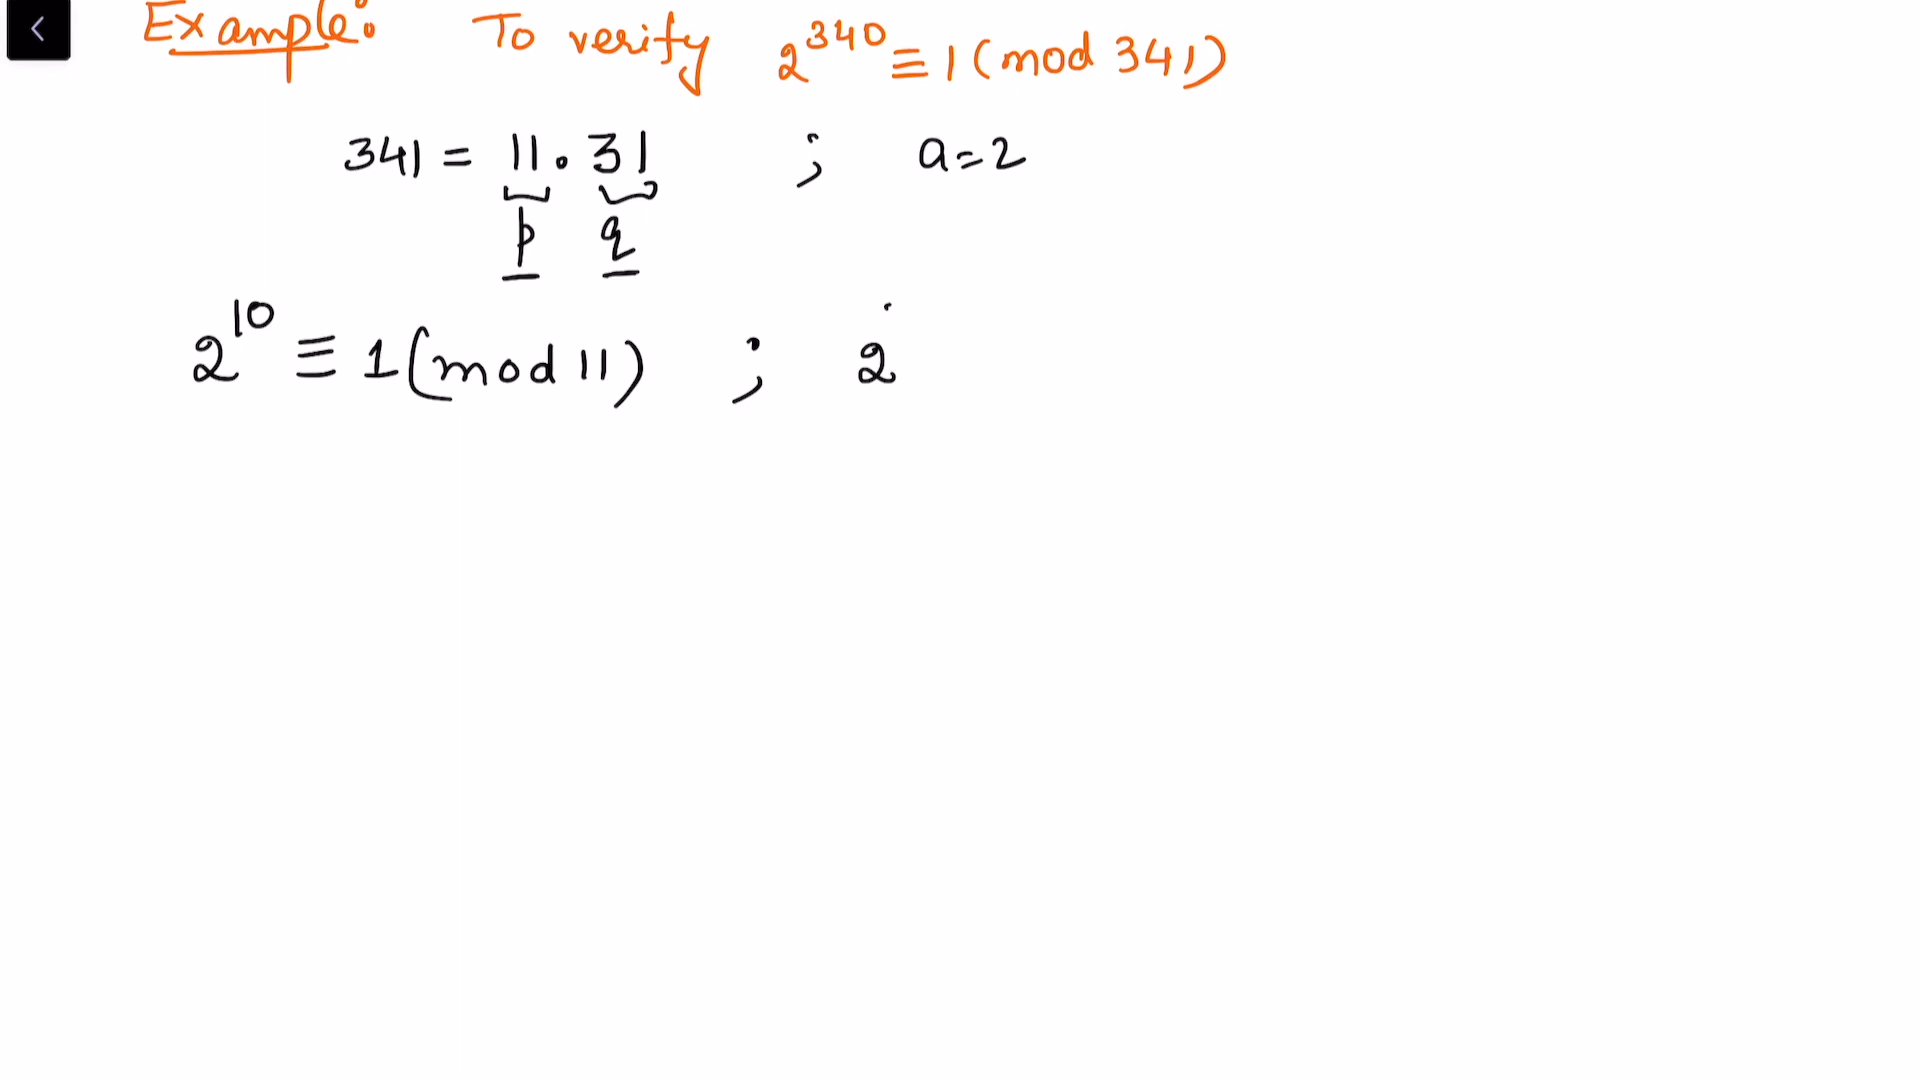 Example: To verify 2^340 ≡ 1 (mod 341)
341 = 11 . 31 ; a = 2
p q
2^10 ≡ 1 (mod 11) ; 2